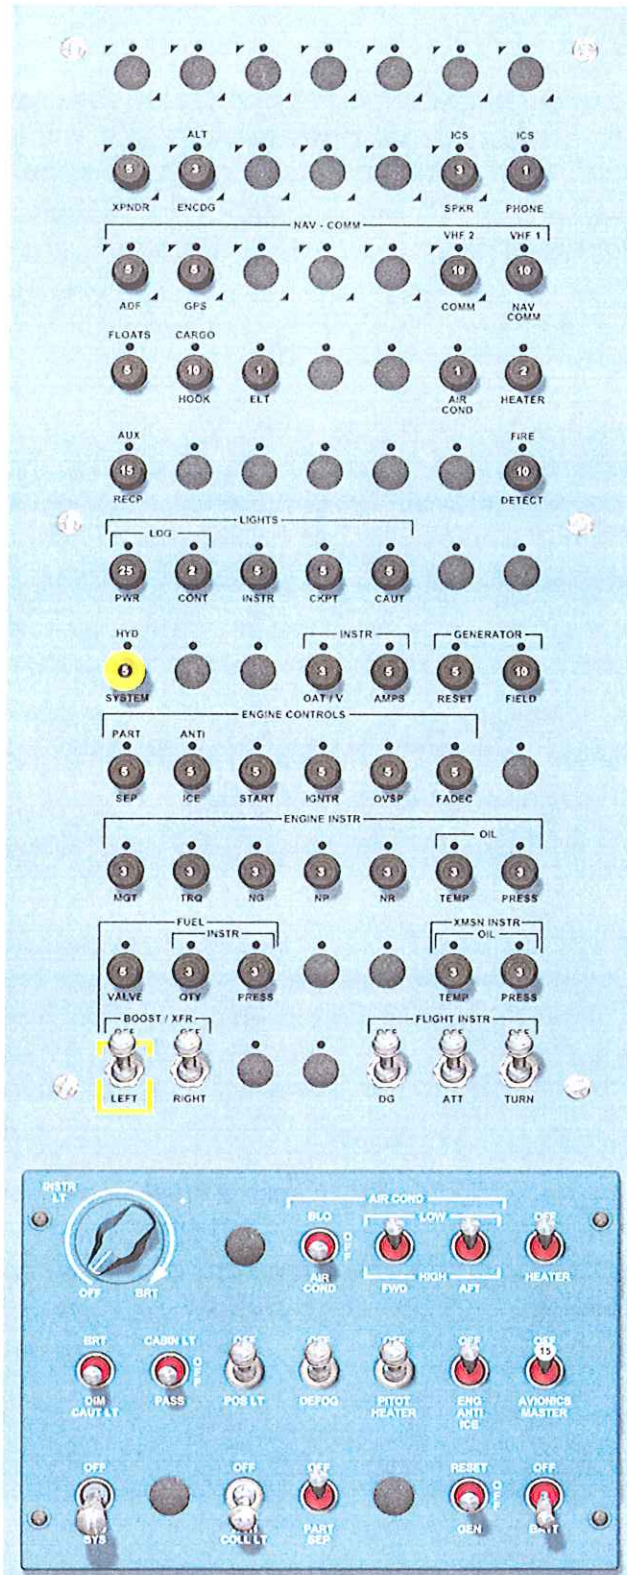 ALT ICS ICS
5 3 3 1
XPNDR ENCDG SPKR PHONE
NAV - COMM
VHF 2 VHF 1
5 5 10 10
ADF GPS COMM NAV COMM
FLOATS CARGO
5 10 1 1 2
HOOK ELT AIR COND HEATER
AUX FIRE
15 10
RECP DETECT
LIGHTS
LDG
25 2 5 5 5
PWR CONT INSTR CKPT CAUT
HYD INSTR GENERATOR
5 3 5 5 10
SYSTEM OAT / V AMPS RESET FIELD
ENGINE CONTROLS
PART ANTI
5 5 5 5 5 5
SEP ICE START IGNTR OVSP FADEC
ENGINE INSTR
OIL
3 3 3 3 3 3 3
MGT TRQ NG NP NR TEMP PRESS
FUEL XMSN INSTR
INSTR OIL
5 3 3 3 3
VALVE QTY PRESS TEMP PRESS
BOOST / XFR FLIGHT INSTR
OFF OFF OFF OFF OFF
LEFT RIGHT DG ATT TURN
INSTR LT
OFF BRT
AIR COND
BLO LOW OFF
OFF
AIR COND HIGH HEATER
FWD AFT
BRT CABIN LT OFF OFF OFF OFF OFF
OFF 15
DIM CAUT LT PASS POS LT DEFOG PITOT HEATER ENG ANTI ICE AVIONICS MASTER
OFF OFF OFF RESET OFF
OFF
SYS COLL LT PART SEP GEN BATT